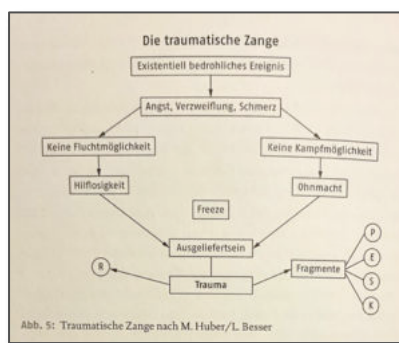 Die traumatische Zange
Existentiell bedrohliches Ereignis
Angst, Verzweiflung, Schmerz
Keine Fluchtmöglichkeit
Keine Kampfmöglichkeit
Hilflosigkeit
Ohnmacht
Freeze
Ausgeliefertsein
P
R
Trauma
Fragmente
E
S
K
Abb. 5: Traumatische Zange nach M. Huber/L. Besser